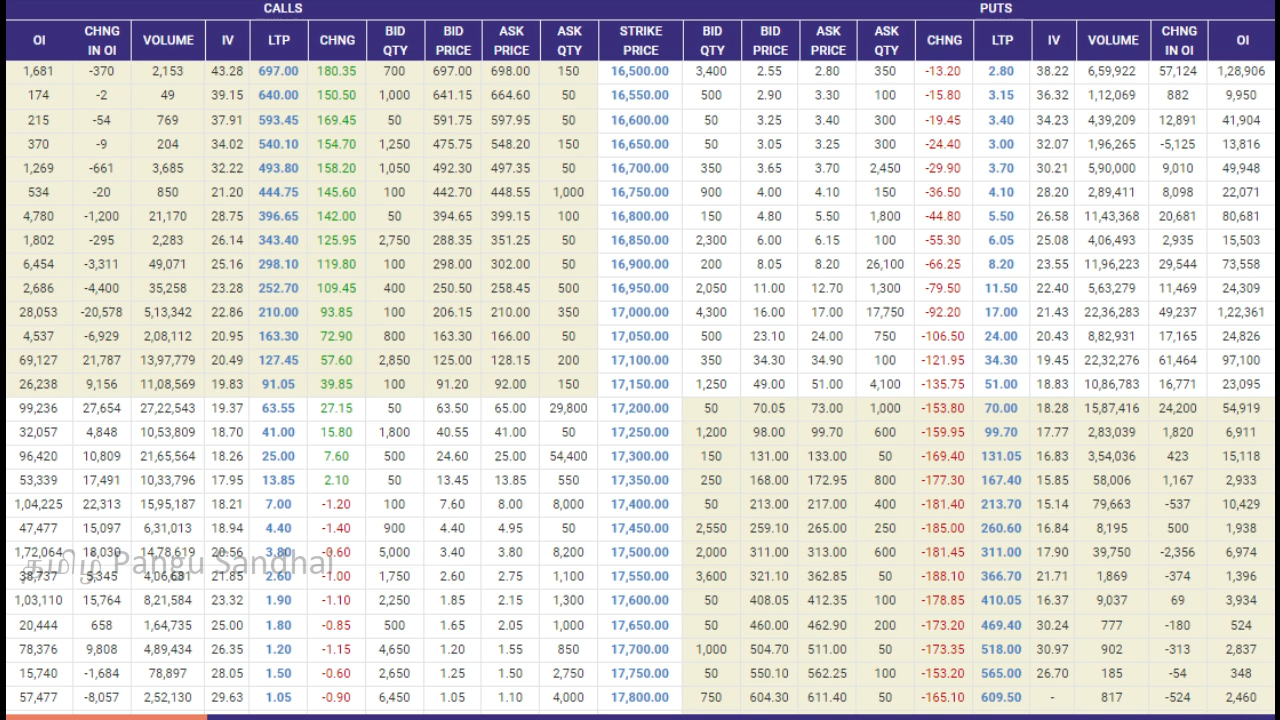 CALLS PUTS
OI CHNG IN OI VOLUME IV LTP CHNG BID QTY BID PRICE ASK PRICE ASK QTY STRIKE PRICE BID QTY BID PRICE ASK PRICE ASK QTY CHNG LTP IV VOLUME CHNG IN OI OI
1,681 -370 2,153 43.28 697.00 180.35 700 697.00 698.00 150 16,500.00 3,400 2.55 2.80 350 -13.20 2.80 38.22 6,59,922 57,124 1,28,906
174 -2 49 39.15 640.00 150.50 1,000 641.15 664.60 50 16,550.00 500 2.90 3.30 100 -15.80 3.15 36.32 1,12,069 882 9,950
215 -54 769 37.91 593.45 169.45 50 591.75 597.95 50 16,600.00 50 3.25 3.40 300 -19.45 3.40 34.23 4,39,209 12,891 41,904
370 -9 204 34.02 540.10 154.70 1,250 475.75 548.20 150 16,650.00 50 3.05 3.25 300 -24.40 3.00 32.07 1,96,265 -5,125 13,816
1,269 -661 3,685 32.22 493.80 158.20 1,050 492.30 497.35 50 16,700.00 350 3.65 3.70 2,450 -29.90 3.70 30.21 5,90,000 9,010 49,948
534 -20 850 21.20 444.75 145.60 100 442.70 448.55 1,000 16,750.00 900 4.00 4.10 150 -36.50 4.10 28.20 2,89,411 8,098 22,071
4,780 -1,200 21,170 28.75 396.65 142.00 50 394.65 399.15 100 16,800.00 150 4.80 5.50 1,800 -44.80 5.50 26.58 11,43,368 20,681 80,681
1,802 -295 2,283 26.14 343.40 125.95 2,750 288.35 351.25 50 16,850.00 2,300 6.00 6.15 100 -55.30 6.05 25.08 4,06,493 2,935 15,503
6,454 -3,311 49,071 25.16 298.10 119.80 100 298.00 302.00 50 16,900.00 200 8.05 8.20 26,100 -66.25 8.20 23.55 11,96,223 29,544 73,558
2,686 -4,400 35,258 23.28 252.70 109.45 400 250.50 258.45 500 16,950.00 2,050 11.00 12.70 1,300 -79.50 11.50 22.40 5,63,279 11,469 24,309
28,053 -20,578 5,13,342 22.86 210.00 93.85 100 206.15 210.00 350 17,000.00 4,300 16.00 17.00 17,750 -92.20 17.00 21.43 22,36,283 49,237 1,22,361
4,537 -6,929 2,08,112 20.95 163.30 72.90 800 163.30 166.00 50 17,050.00 500 23.10 24.00 750 -106.50 24.00 20.43 8,82,931 17,165 24,826
69,127 21,787 13,97,779 20.49 127.45 57.60 2,850 125.00 128.15 200 17,100.00 350 34.30 34.90 100 -121.95 34.30 19.45 22,32,276 61,464 97,100
26,238 9,156 11,08,569 19.83 91.05 39.85 100 91.20 92.00 150 17,150.00 1,250 49.00 51.00 4,100 -135.75 51.00 18.83 10,86,783 16,771 23,095
99,236 27,654 27,22,543 19.37 63.55 27.15 50 63.50 65.00 29,800 17,200.00 50 70.05 73.00 1,000 -153.80 70.00 18.28 15,87,416 24,200 54,919
32,057 4,848 10,53,809 18.70 41.00 15.80 1,800 40.55 41.00 50 17,250.00 1,200 98.00 99.70 600 -159.95 99.70 17.77 2,83,039 1,820 6,911
96,420 10,809 21,65,564 18.26 25.00 7.60 500 24.60 25.00 54,400 17,300.00 150 131.00 133.00 50 -169.40 131.05 16.83 3,54,036 423 15,118
53,339 17,491 10,33,796 17.95 13.85 2.10 50 13.45 13.85 550 17,350.00 250 168.00 172.95 800 -177.30 167.40 15.85 58,006 1,167 2,933
1,04,225 22,313 15,95,187 18.21 7.00 -1.20 100 7.60 8.00 8,000 17,400.00 50 213.00 217.00 400 -181.40 213.70 15.14 79,663 -537 10,429
47,477 15,097 6,31,013 18.94 4.40 -1.40 900 4.40 4.95 50 17,450.00 2,550 259.10 265.00 250 -185.00 260.60 16.84 8,195 500 1,938
1,72,064 18,030 14,78,619 20.56 3.80 -0.60 5,000 3.40 3.80 8,200 17,500.00 2,000 311.00 313.95 600 -181.45 311.00 17.90 39,750 -2,356 6,974
தமிழ் Pangu Sandhai
38,737 5,345 4,06,681 21.85 2.60 -1.00 1,750 2.60 2.75 1,100 17,550.00 3,600 321.10 362.85 50 -188.10 366.70 21.71 1,869 -374 1,396
1,03,110 15,764 8,21,584 23.32 1.90 -1.10 2,250 1.85 2.15 1,300 17,600.00 50 408.05 412.35 100 -178.85 410.05 16.37 9,037 69 3,934
20,444 658 1,64,735 25.00 1.80 -0.85 500 1.65 2.05 1,000 17,650.00 50 460.00 462.90 200 -173.20 469.40 30.24 777 -180 524
78,376 9,808 4,89,434 26.35 1.20 -1.15 4,650 1.20 1.55 850 17,700.00 1,000 504.70 511.00 50 -173.35 518.00 30.97 902 -313 2,837
15,740 -1,684 78,897 28.05 1.50 -0.60 2,650 1.25 1.50 2,750 17,750.00 50 550.10 562.25 100 -153.20 565.00 26.70 185 -54 348
57,477 -8,057 2,52,130 29.63 1.05 -0.90 6,450 1.05 1.10 4,000 17,800.00 750 604.30 611.40 50 -165.10 609.50 - 817 -524 2,460